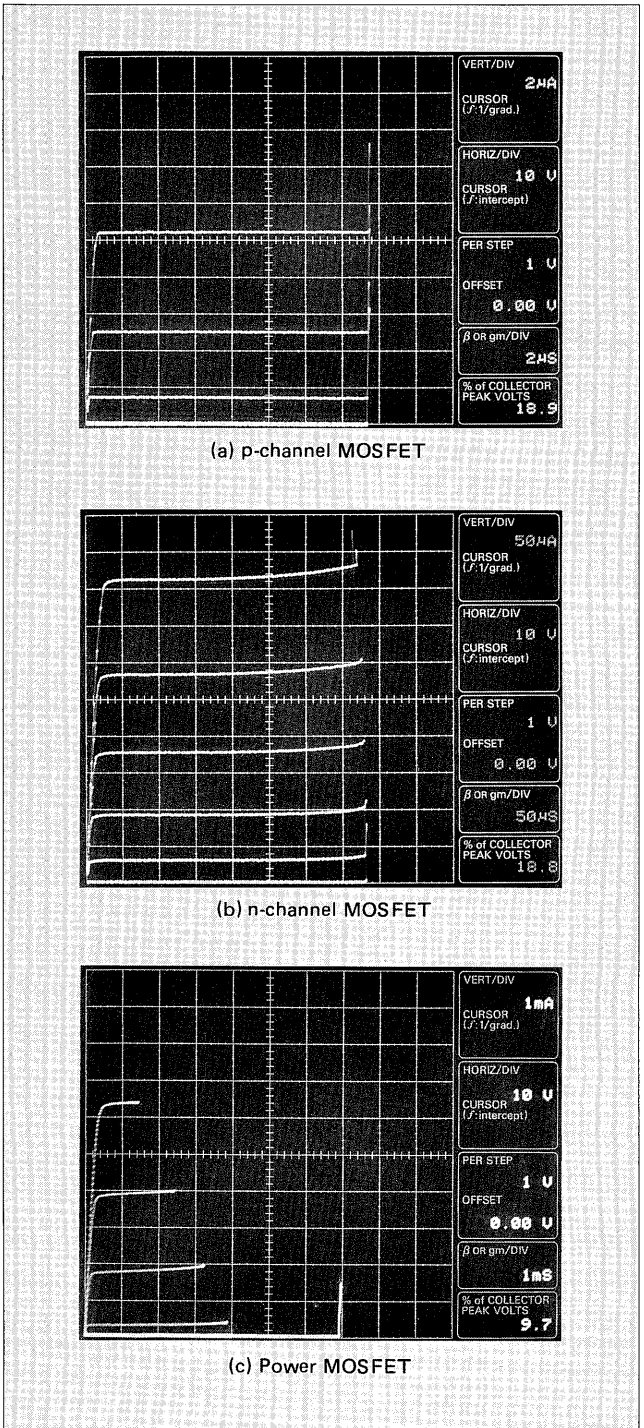 VERT/DIV
2µA
CURSOR
(ƒ:1/grad.)
HORIZ/DIV
10 V
CURSOR
(ƒ:intercept)
PER STEP
1 V
OFFSET
0.00 V
β OR gm/DIV
2µS
% of COLLECTOR
PEAK VOLTS
18.9
(a) p-channel MOSFET
VERT/DIV
50µA
CURSOR
(ƒ:1/grad.)
HORIZ/DIV
10 V
CURSOR
(ƒ:intercept)
PER STEP
1 V
OFFSET
0.00 V
β OR gm/DIV
50µS
% of COLLECTOR
PEAK VOLTS
18.8
(b) n-channel MOSFET
VERT/DIV
1mA
CURSOR
(ƒ:1/grad.)
HORIZ/DIV
10 V
CURSOR
(ƒ:intercept)
PER STEP
1 V
OFFSET
0.00 V
β OR gm/DIV
1mS
% of COLLECTOR
PEAK VOLTS
9.7
(c) Power MOSFET